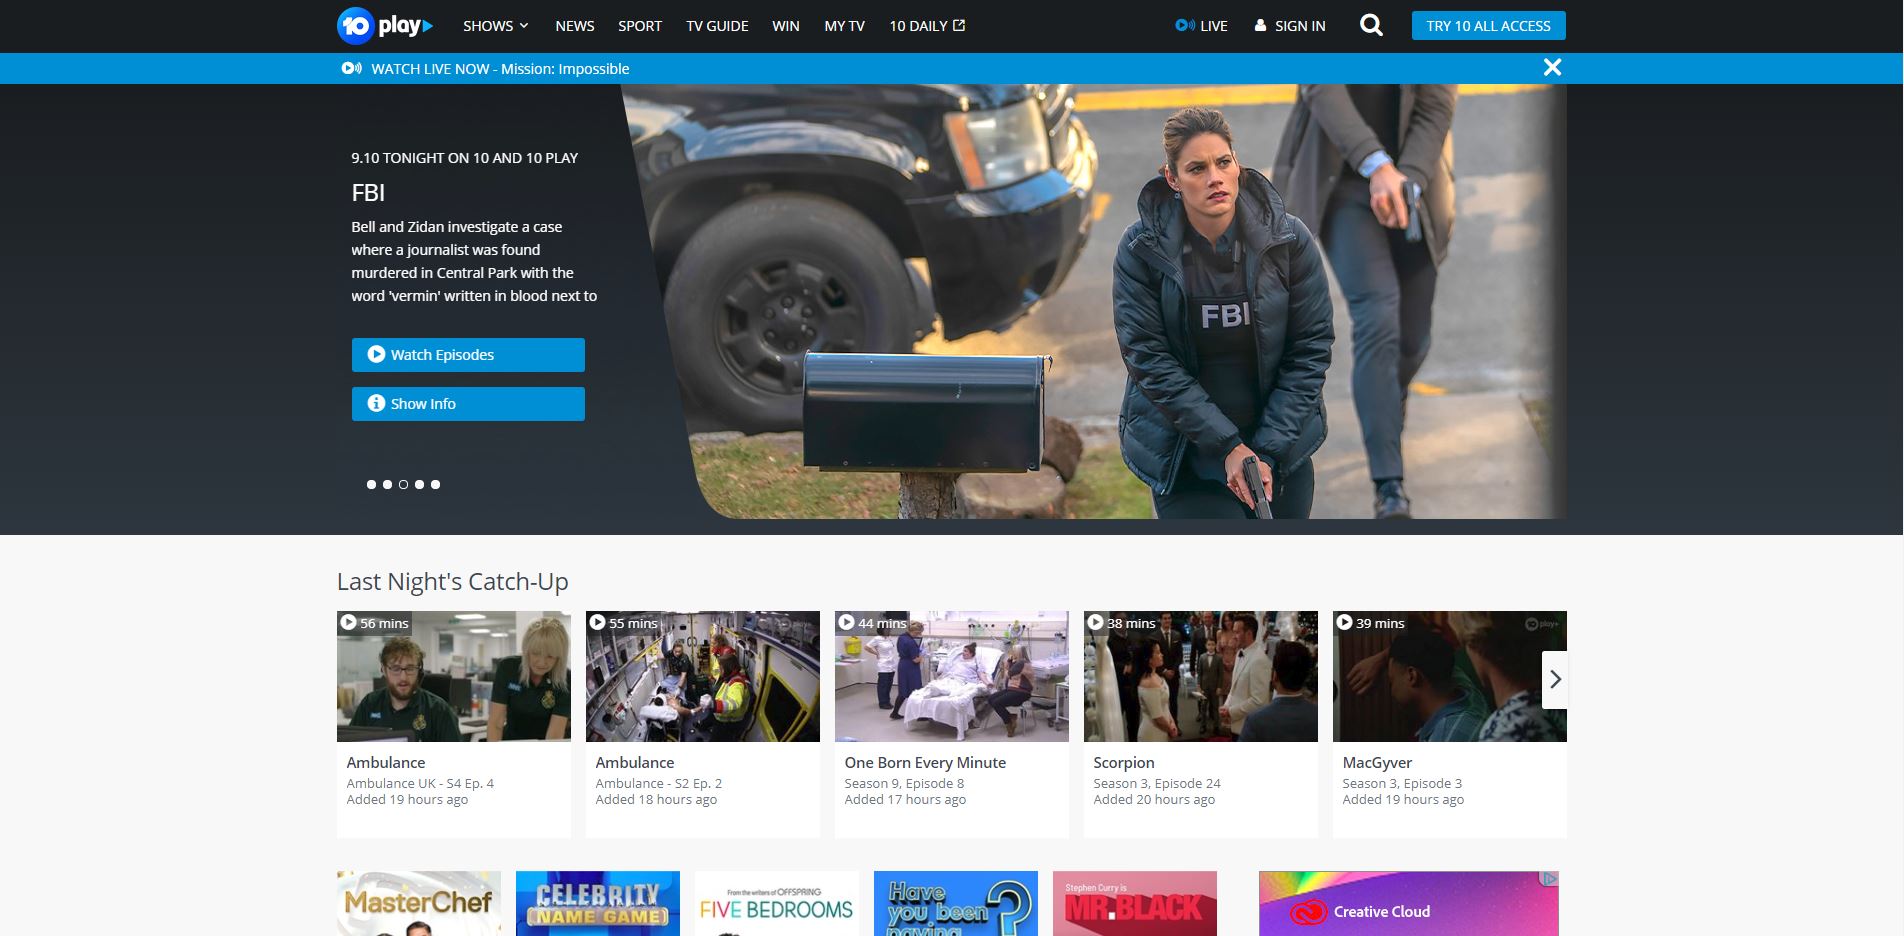 10 play
SHOWS
NEWS
SPORT
TV GUIDE
WIN
MY TV
10 DAILY
LIVE
SIGN IN
TRY 10 ALL ACCESS
WATCH LIVE NOW - Mission: Impossible
9.10 TONIGHT ON 10 AND 10 PLAY
FBI
Bell and Zidan investigate a case
where a journalist was found
murdered in Central Park with the
word 'vermin' written in blood next to
Watch Episodes
Show Info
FBI
Last Night's Catch-Up
56 mins
Ambulance
Ambulance UK - S4 Ep. 4
Added 19 hours ago
55 mins
Ambulance
Ambulance - S2 Ep. 2
Added 18 hours ago
44 mins
One Born Every Minute
Season 9, Episode 8
Added 17 hours ago
38 mins
Scorpion
Season 3, Episode 24
Added 20 hours ago
39 mins
10 play
MacGyver
Season 3, Episode 3
Added 19 hours ago
MasterChef
CELEBRITY
NAME GAME
From the writers of OFFSPRING
FIVE BEDROOMS
Have
you been
paying
?
Stephen Curry is
MR.BLACK
Creative Cloud